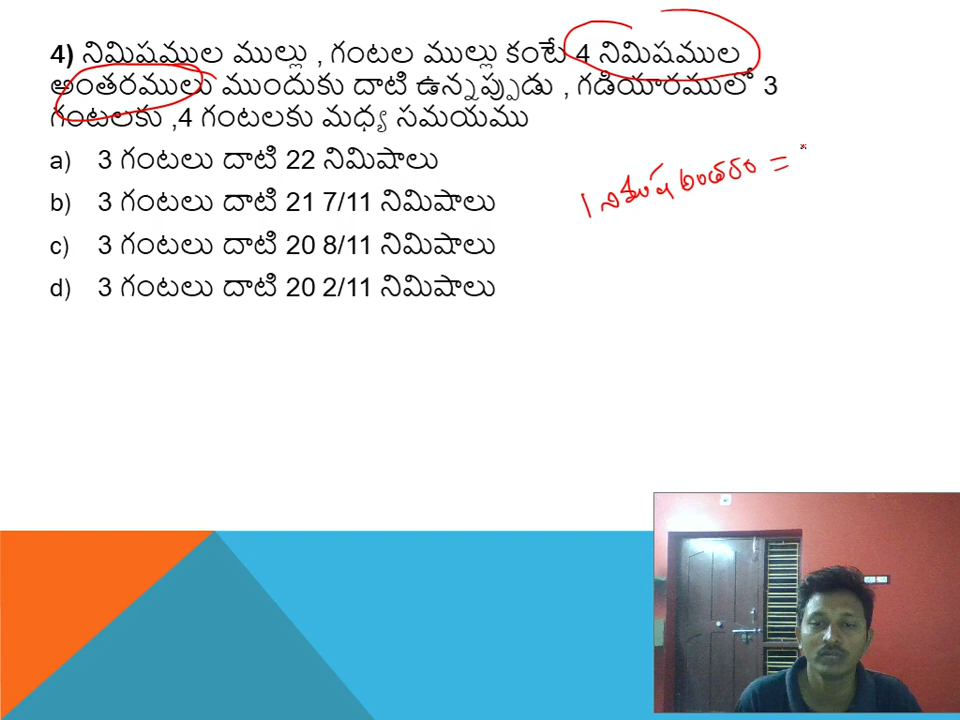 4) నిమిషముల ముల్లు , గంటల ముల్లు కంటే 4 నిమిషముల
అంతరములు ముందుకు దాటి ఉన్నప్పుడు , గడియారములో 3
గంటలకు ,4 గంటలకు మధ్య సమయము
a) 3 గంటలు దాటి 22 నిమిషాలు
b) 3 గంటలు దాటి 21 7/11 నిమిషాలు
c) 3 గంటలు దాటి 20 8/11 నిమిషాలు
d) 3 గంటలు దాటి 20 2/11 నిమిషాలు
1 నిమిష అంతరం =